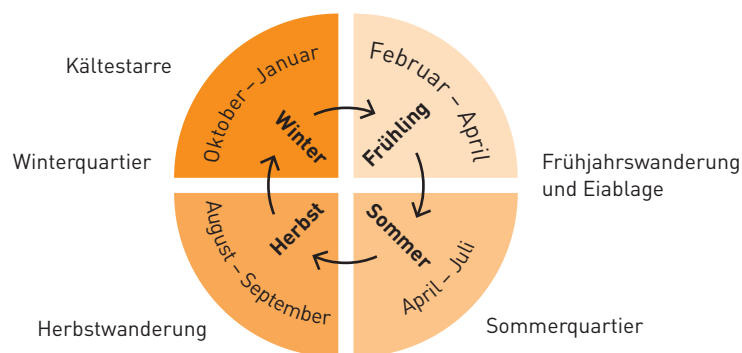 Kältestarre
Oktober – Januar
Winter
Februar – April
Frühling
Winterquartier
Frühjahrswanderung
und Eiablage
August – September
Herbst
Sommer
April – Juli
Herbstwanderung
Sommerquartier